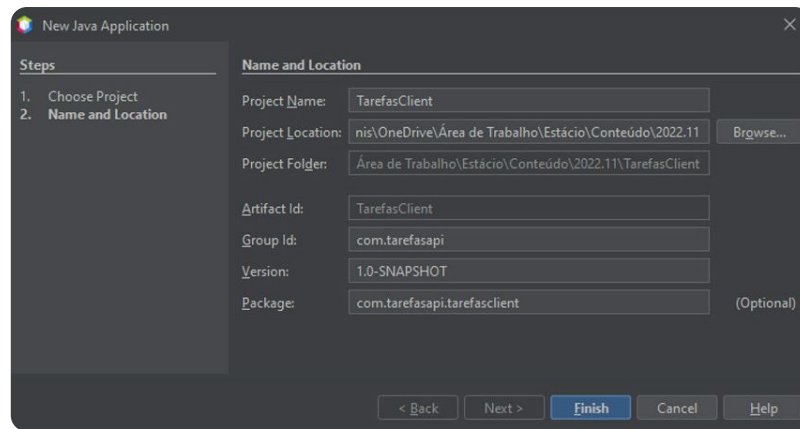 New Java Application
Steps
1. Choose Project
2. Name and Location
Name and Location
Project Name: TarefasClient
Project Location: nis\OneDrive\Área de Trabalho\Estácio\Conteúdo\2022.11 Browse...
Project Folder: Área de Trabalho\Estácio\Conteúdo\2022.11\TarefasClient
Artifact Id: TarefasClient
Group Id: com.tarefasapi
Version: 1.0-SNAPSHOT
Package: com.tarefasapi.tarefasclient (Optional)
< Back Next > Finish Cancel Help